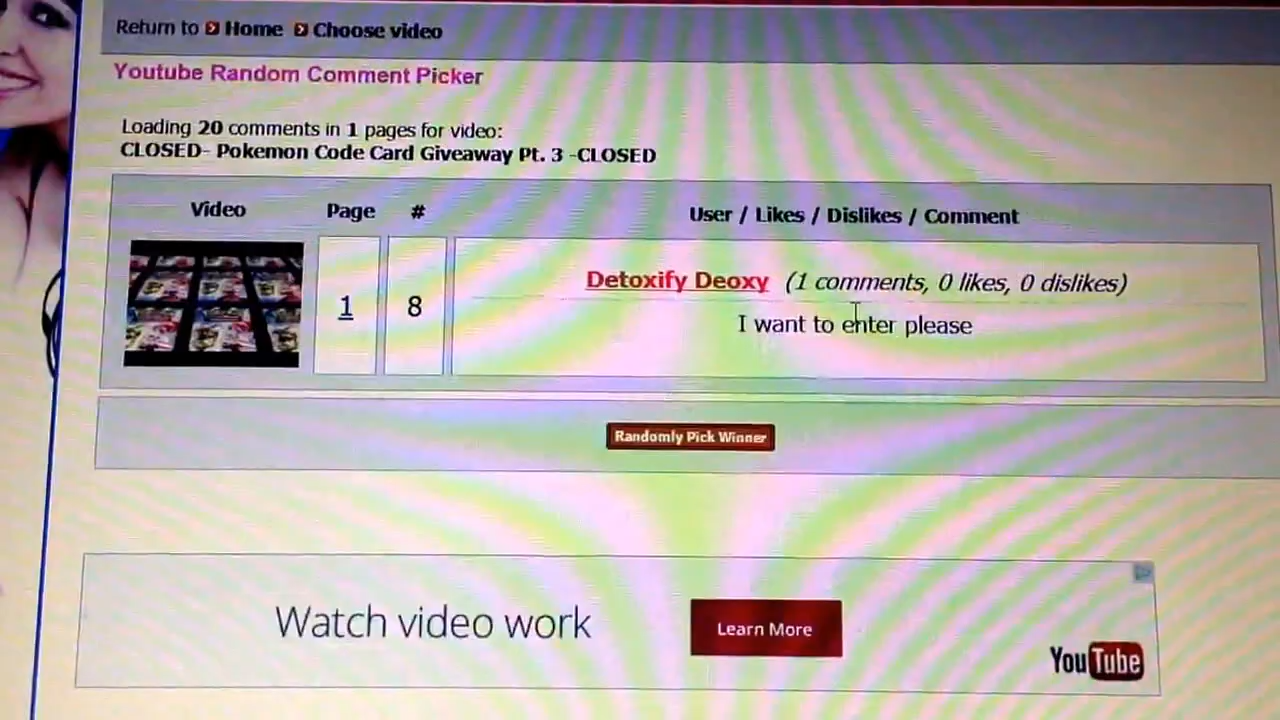 Return to Home Choose video
Youtube Random Comment Picker
Loading 20 comments in 1 pages for video:
CLOSED- Pokemon Code Card Giveaway Pt. 3 -CLOSED
Video Page # User / Likes / Dislikes / Comment
1 8 Detoxify Deoxy (1 comments, 0 likes, 0 dislikes)
I want to enter please
Randomly Pick Winner
Watch video work
Learn More
YouTube